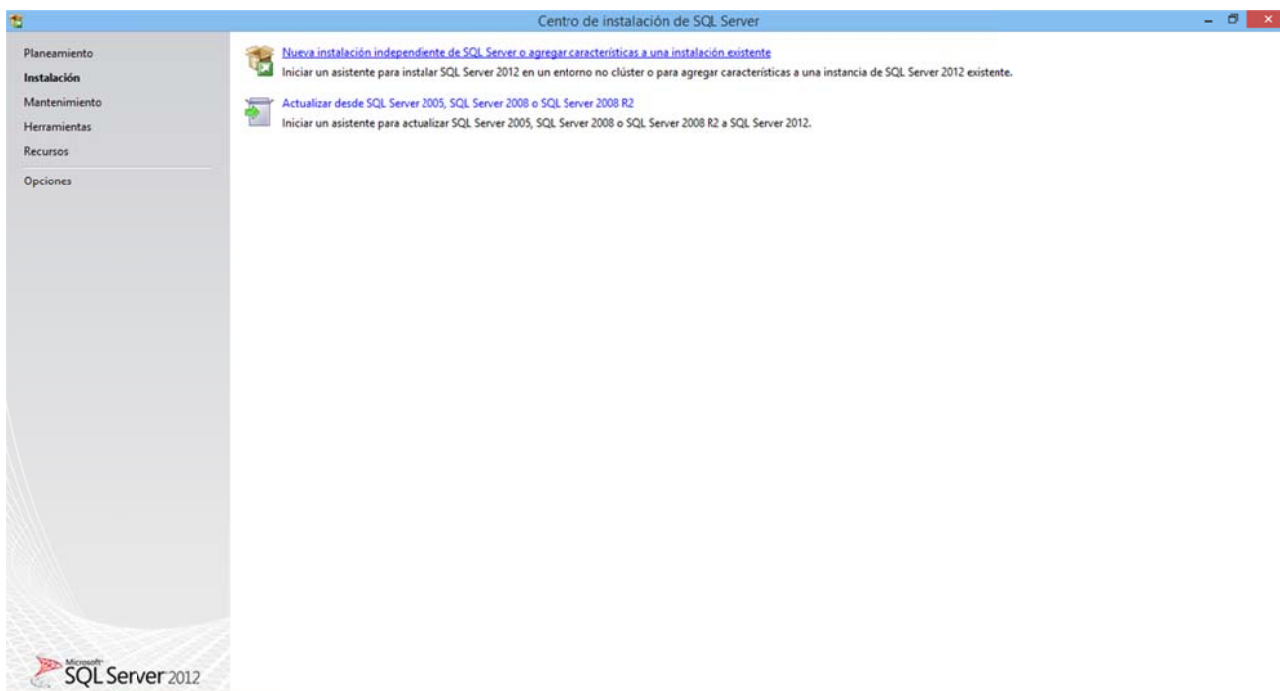 Centro de instalación de SQL Server
Planeamiento
Instalación
Mantenimiento
Herramientas
Recursos
Opciones
Nueva instalación independiente de SQL Server o agregar características a una instalación existente
Iniciar un asistente para instalar SQL Server 2012 en un entorno no clúster o para agregar características a una instancia de SQL Server 2012 existente.
Actualizar desde SQL Server 2005, SQL Server 2008 o SQL Server 2008 R2
Iniciar un asistente para actualizar SQL Server 2005, SQL Server 2008 o SQL Server 2008 R2 a SQL Server 2012.
Microsoft
SQL Server 2012